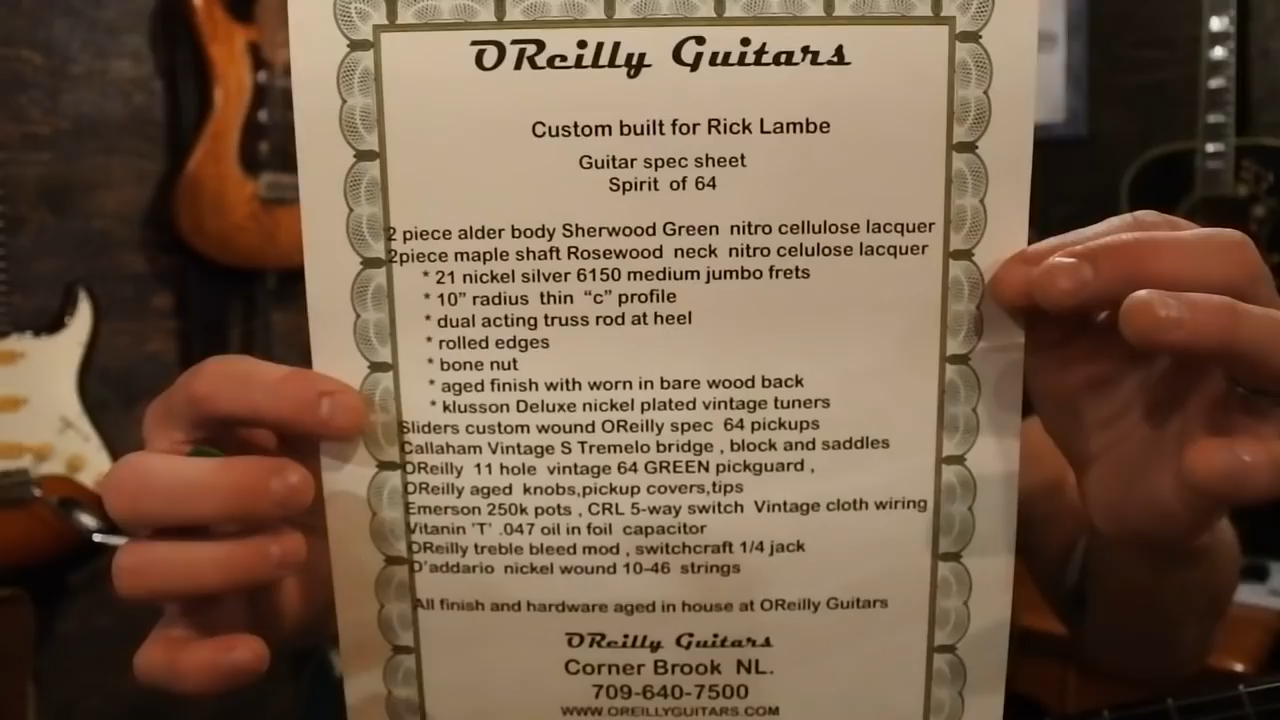 OReilly Guitars
Custom built for Rick Lambe
Guitar spec sheet
Spirit of 64
2 piece alder body Sherwood Green nitro cellulose lacquer
2piece maple shaft Rosewood neck nitro celulose lacquer
* 21 nickel silver 6150 medium jumbo frets
* 10” radius thin “c” profile
* dual acting truss rod at heel
* rolled edges
* bone nut
* aged finish with worn in bare wood back
* klusson Deluxe nickel plated vintage tuners
Sliders custom wound OReilly spec 64 pickups
Callaham Vintage S Tremelo bridge , block and saddles
OReilly 11 hole vintage 64 GREEN pickguard ,
OReilly aged knobs,pickup covers,tips
Emerson 250k pots , CRL 5-way switch Vintage cloth wiring
Vitanin 'T' .047 oil in foil capacitor
OReilly treble bleed mod , switchcraft 1/4 jack
D'addario nickel wound 10-46 strings
All finish and hardware aged in house at OReilly Guitars
OReilly Guitars
Corner Brook NL.
709-640-7500
WWW.OREILLYGUITARS.COM